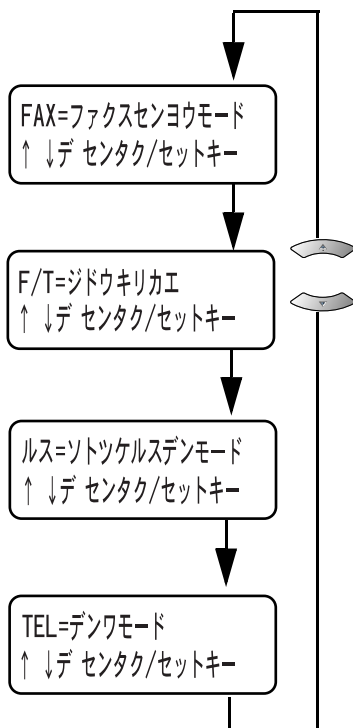 FAX=ファクスセンヨウモード
↑ ↓デ センタク/セットキー
F/T=ジドウキリカエ
↑ ↓デ センタク/セットキー
ルス=ソトツケルスデンモード
↑ ↓デ センタク/セットキー
TEL=デンワモード
↑ ↓デ センタク/セットキー